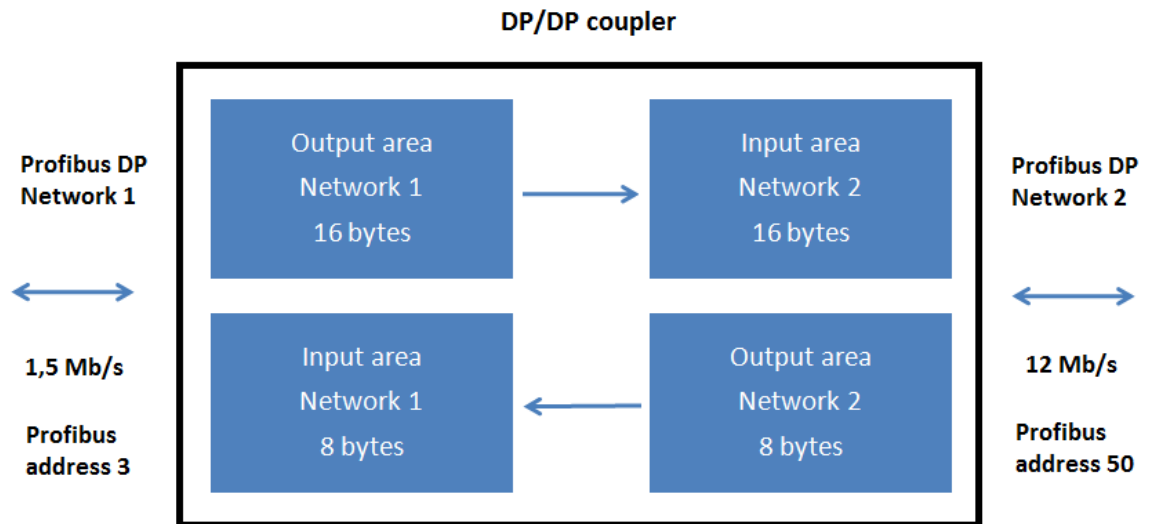 DP/DP coupler
Profibus DP
Network 1
Output area
Network 1
16 bytes
Input area
Network 2
16 bytes
Profibus DP
Network 2
1,5 Mb/s
Profibus
address 3
Input area
Network 1
8 bytes
Output area
Network 2
8 bytes
12 Mb/s
Profibus
address 50